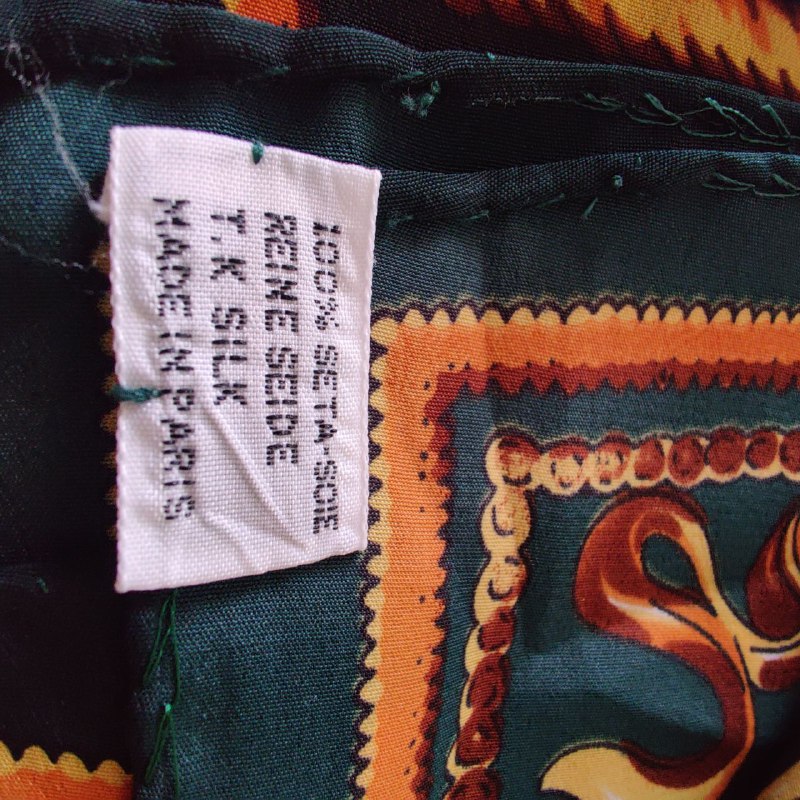 100% SETA-SOIE
REINE SEIDE
T.K SILK
MADE IN PARIS